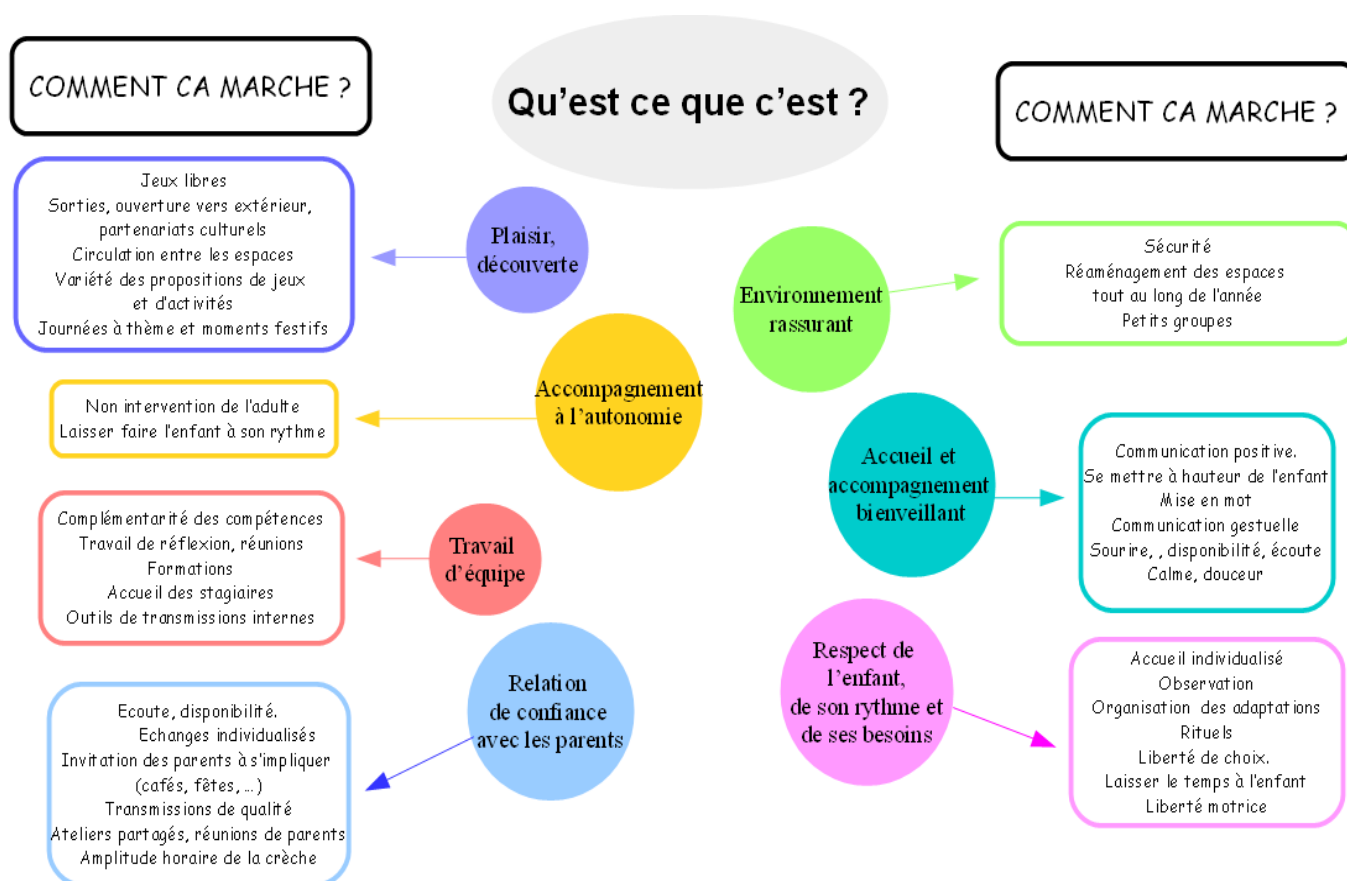 COMMENT CA MARCHE ?
Qu'est ce que c'est ?
COMMENT CA MARCHE ?
Jeux libres
Sorties, ouverture vers extérieur,
partenariats culturels
Circulation entre les espaces
Variété des propositions de jeux
et d'activités
Journées à thème et moments festifs
Plaisir,
découverte
Environnement
rassurant
Sécurité
Réaménagement des espaces
tout au long de l'année
Petits groupes
Non intervention de l'adulte
Laisser faire l'enfant à son rythme
Accompagnement
à l'autonomie
Accueil et
accompagnement
bienveillant
Communication positive.
Se mettre à hauteur de l'enfant
Mise en mot
Communication gestuelle
Sourire, , disponibilité, écoute
Calme, douceur
Complémentarité des compétences
Travail de réflexion, réunions
Formations
Accueil des stagiaires
Outils de transmissions internes
Travail
d'équipe
Respect de
l'enfant,
de son rythme et
de ses besoins
Accueil individualisé
Observation
Organisation des adaptations
Rituels
Liberté de choix.
Laisser le temps à l'enfant
Liberté motrice
Ecoute, disponibilité.
Echanges individualisés
Invitation des parents à s'impliquer
(cafés, fêtes, ...)
Transmissions de qualité
Ateliers partagés, réunions de parents
Amplitude horaire de la crèche
Relation
de confiance
avec les parents